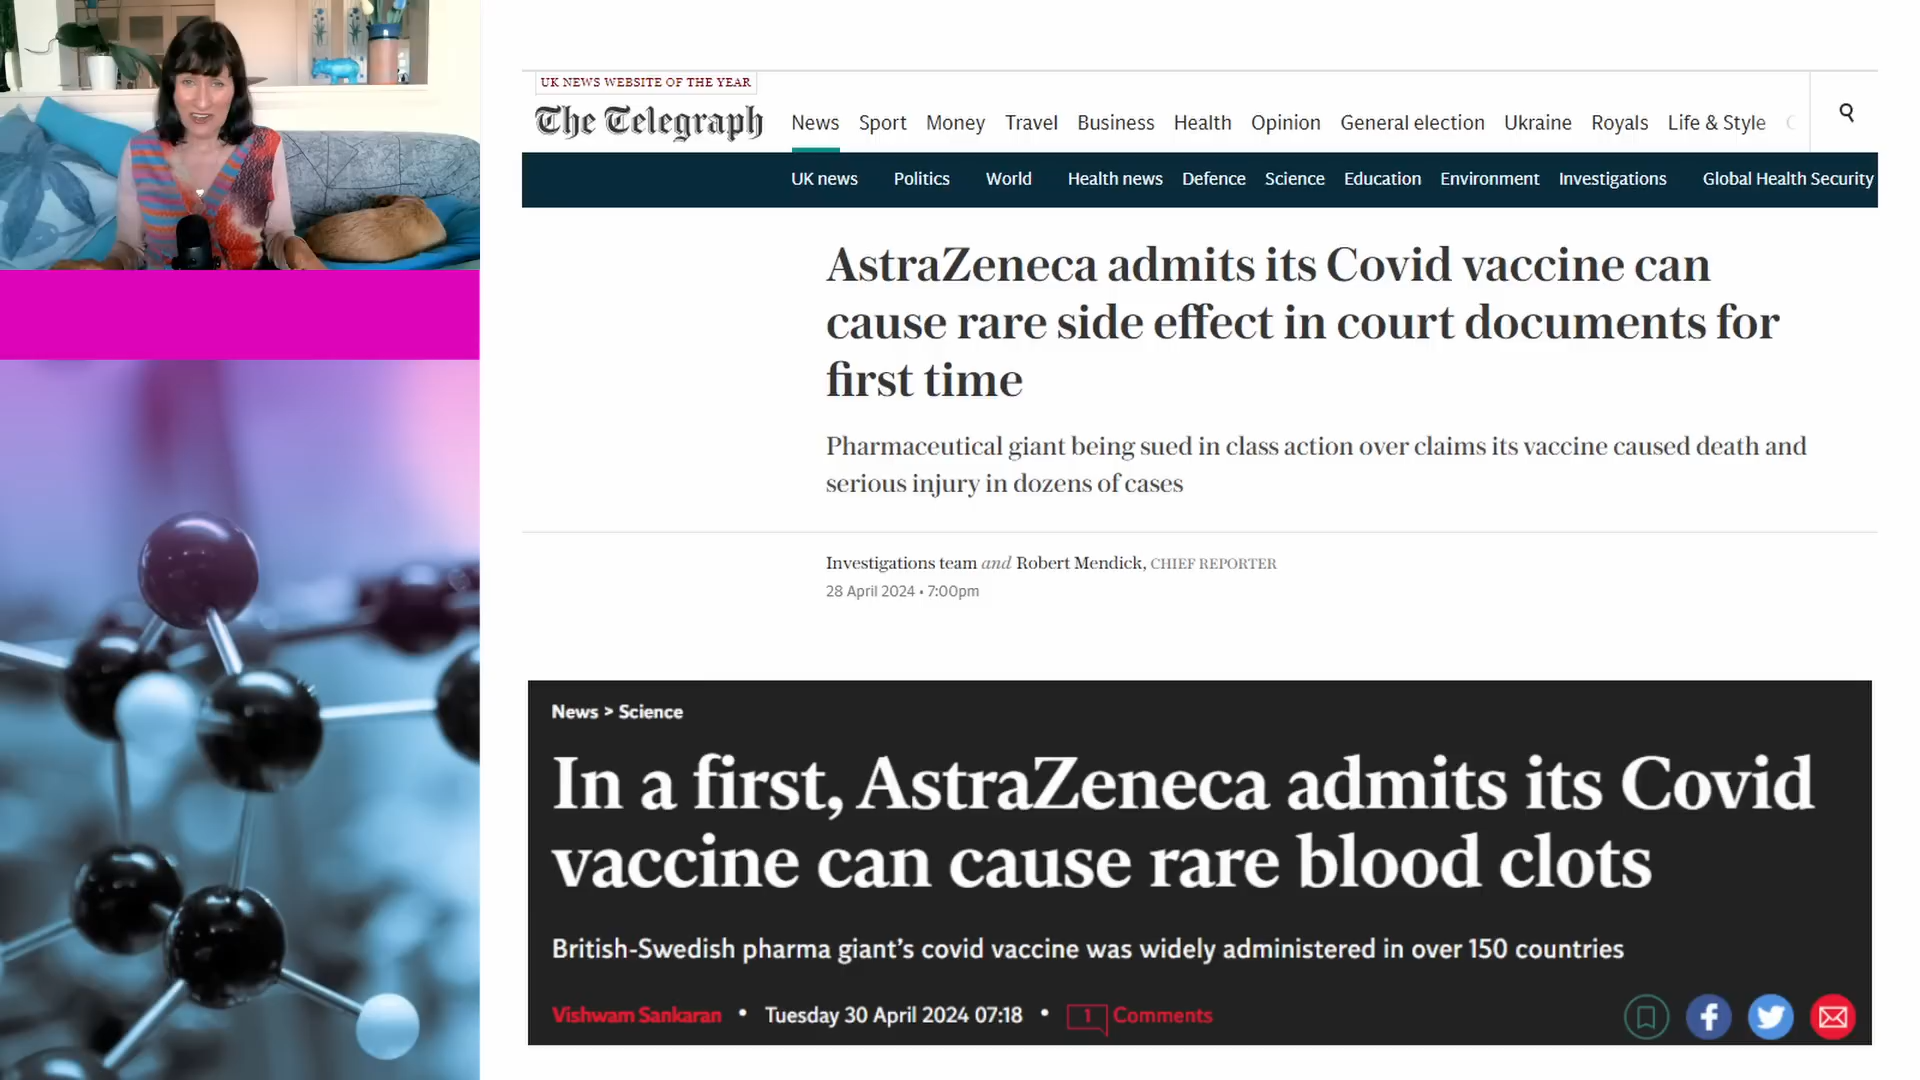 UK NEWS WEBSITE OF THE YEAR
The Telegraph
News Sport Money Travel Business Health Opinion General election Ukraine Royals Life & Style
UK news Politics World Health news Defence Science Education Environment Investigations Global Health Security
AstraZeneca admits its Covid vaccine can
cause rare side effect in court documents for
first time
Pharmaceutical giant being sued in class action over claims its vaccine caused death and
serious injury in dozens of cases
Investigations team and Robert Mendick, CHIEF REPORTER
28 April 2024 • 7:00pm
News > Science
In a first, AstraZeneca admits its Covid
vaccine can cause rare blood clots
British-Swedish pharma giant’s covid vaccine was widely administered in over 150 countries
Vishwam Sankaran • Tuesday 30 April 2024 07:18 • 1 Comments